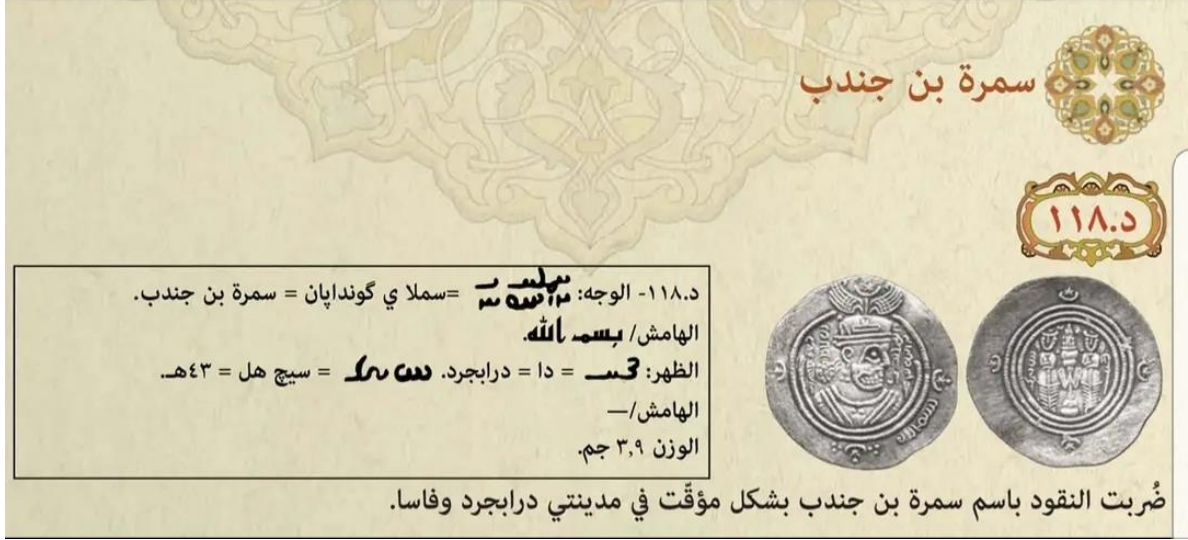 سمرة بن جندب
د.١١٨
د.١١٨- الوجه: =سملا ي گونداپان = سمرة بن جندب.
الهامش/ بسم الله.
الظهر: = دا = درابجرد. = سيچ هل = ٤٣هـ.
الهامش/—
الوزن ٣,٩ جم.
ضُربت النقود باسم سمرة بن جندب بشكل مؤقّت في مدينتي درابجرد وفاسا.